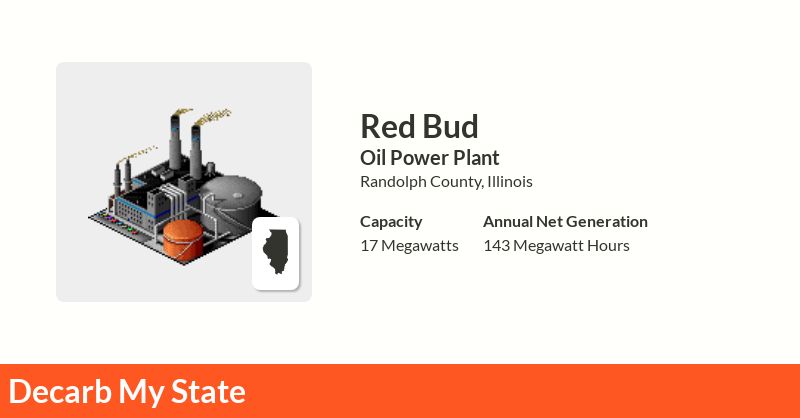 Red Bud
Oil Power Plant
Randolph County, Illinois
Capacity
17 Megawatts
Annual Net Generation
143 Megawatt Hours
Decarb My State